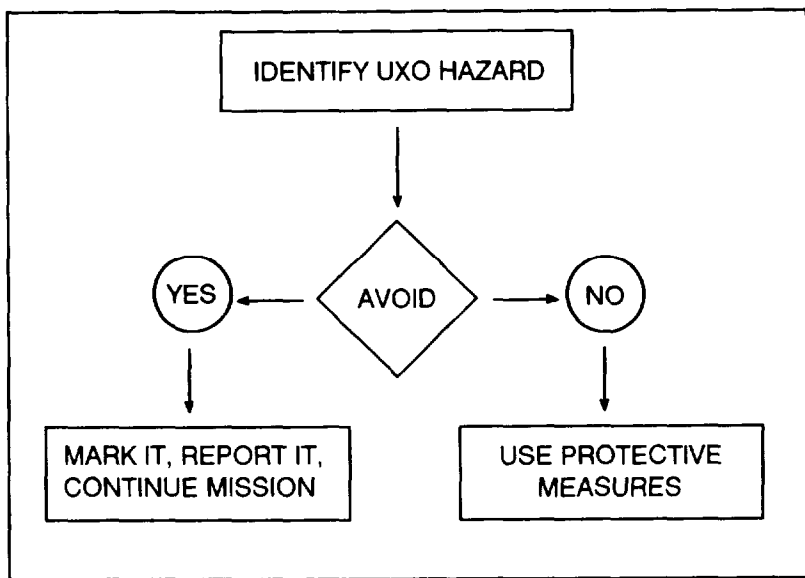 IDENTIFY UXO HAZARD
YES
AVOID
NO
MARK IT, REPORT IT,
CONTINUE MISSION
USE PROTECTIVE
MEASURES